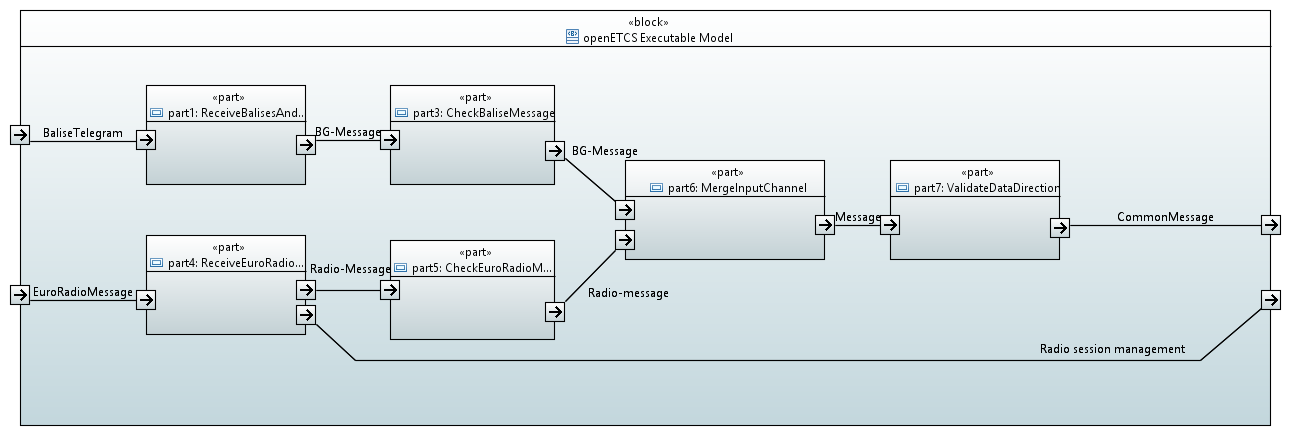 «block»
openETCS Executable Model
«part»
part1: ReceiveBalisesAnd...
«part»
part3: CheckBaliseMessage
BaliseTelegram
BG-Message
BG-Message
«part»
part6: MergeInputChannel
«part»
part7: ValidateDataDirection
Message
CommonMessage
«part»
part4: ReceiveEuroRadio...
«part»
part5: CheckEuroRadioM...
EuroRadioMessage
Radio-Message
Radio-message
Radio session management